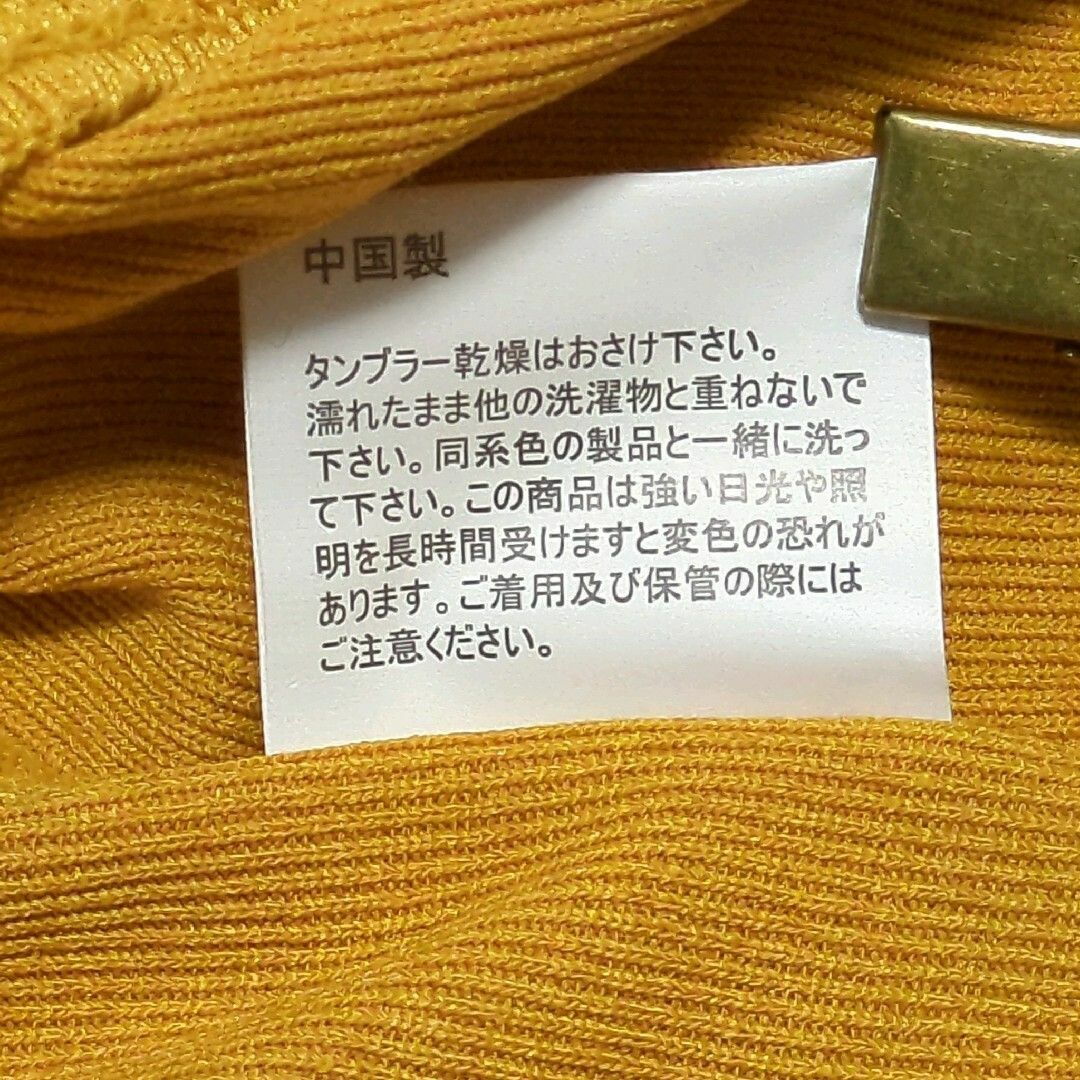 中国製
タンブラー乾燥はおさけ下さい。
濡れたまま他の洗濯物と重ねないで
下さい。同系色の製品と一緒に洗っ
て下さい。この商品は強い日光や照
明を長時間受けますと変色の恐れが
あります。ご着用及び保管の際には
ご注意ください。